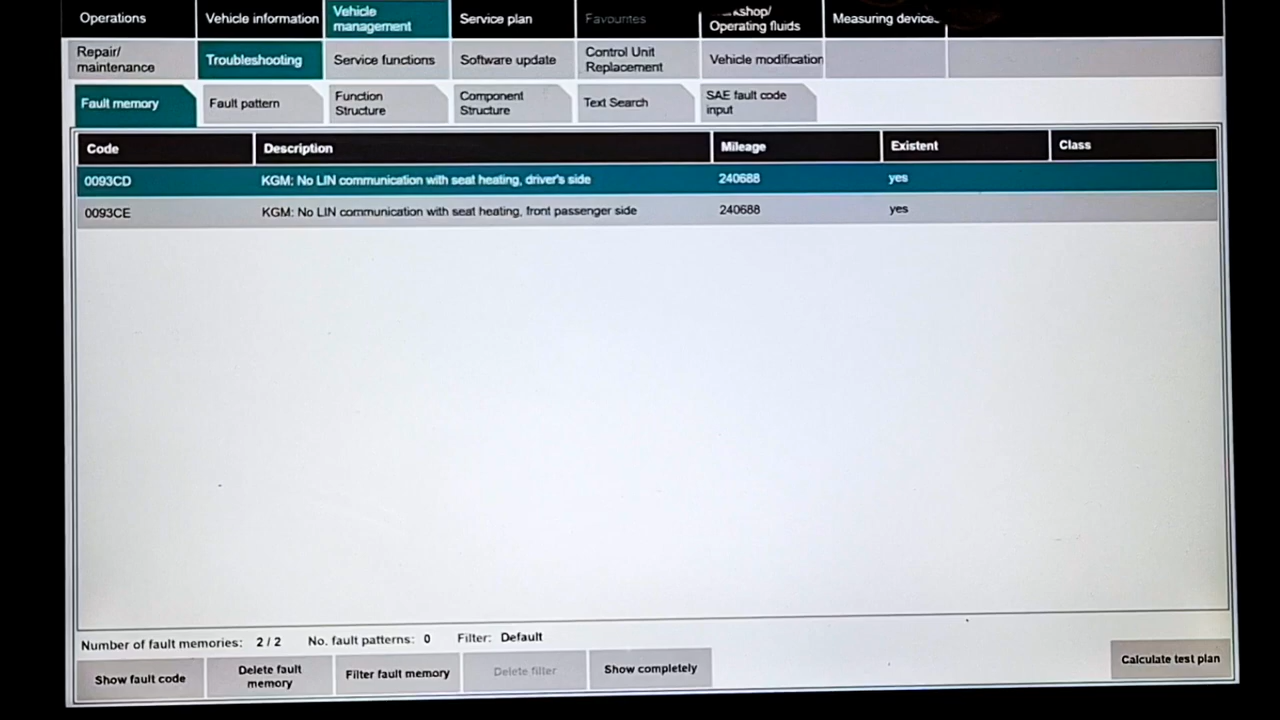 Operations
Vehicle information
Vehicle
management
Service plan
Favourites
Operating fluids
Measuring devices
Repair/
maintenance
Troubleshooting
Service functions
Software update
Control Unit
Replacement
Vehicle modification
Fault memory
Fault pattern
Function
Structure
Component
Structure
Text Search
SAE fault code
input
Code Description Mileage Existent Class
0093CD KGM: No LIN communication with seat heating, driver's side 240688 yes
0093CE KGM: No LIN communication with seat heating, front passenger side 240688 yes
Number of fault memories: 2 / 2 No. fault patterns: 0 Filter: Default
Show fault code
Delete fault
memory
Filter fault memory
Delete filter
Show completely
Calculate test plan